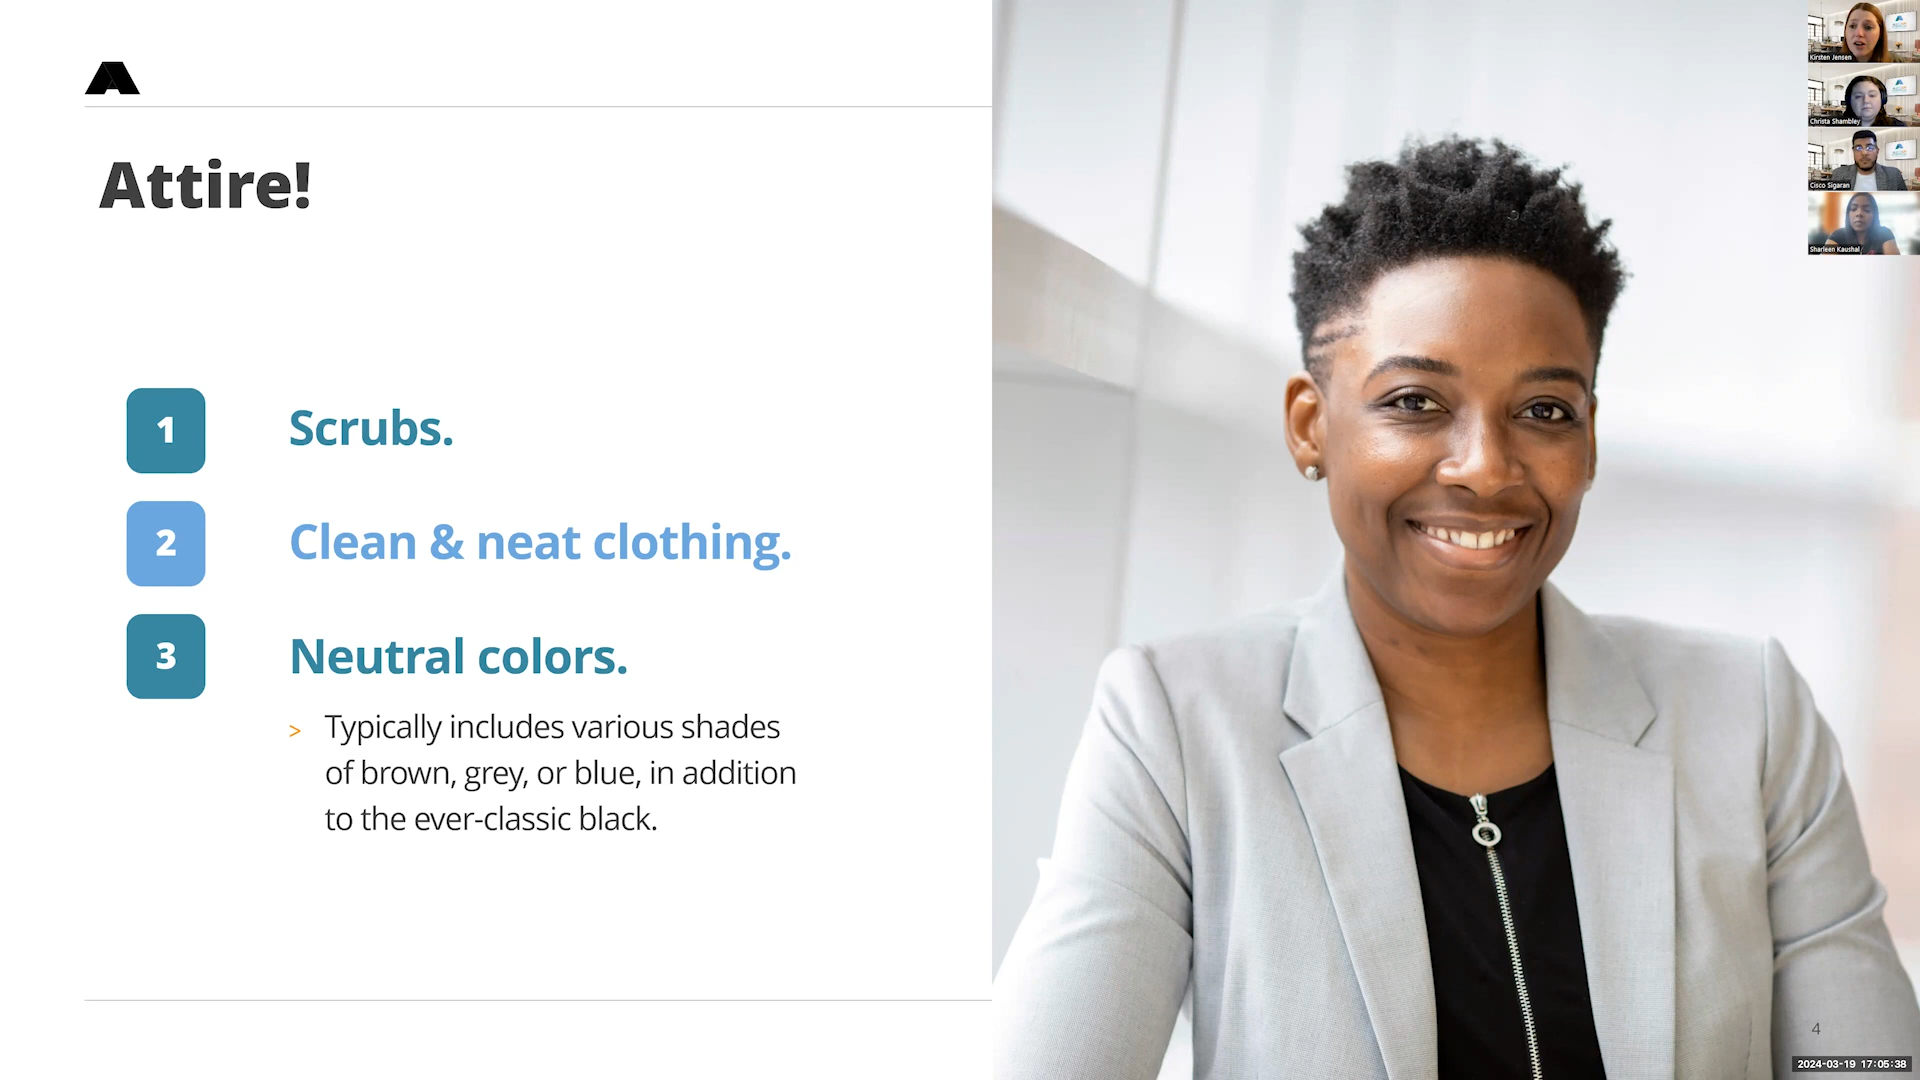 Attire!
1
Scrubs.
2
Clean & neat clothing.
3
Neutral colors.
> Typically includes various shades
of brown, grey, or blue, in addition
to the ever-classic black.
Kirsten Jensen
Christa Shambley
Cisco Sigaran
Sharleen Kaushal
4
2024-03-19 17:05:38